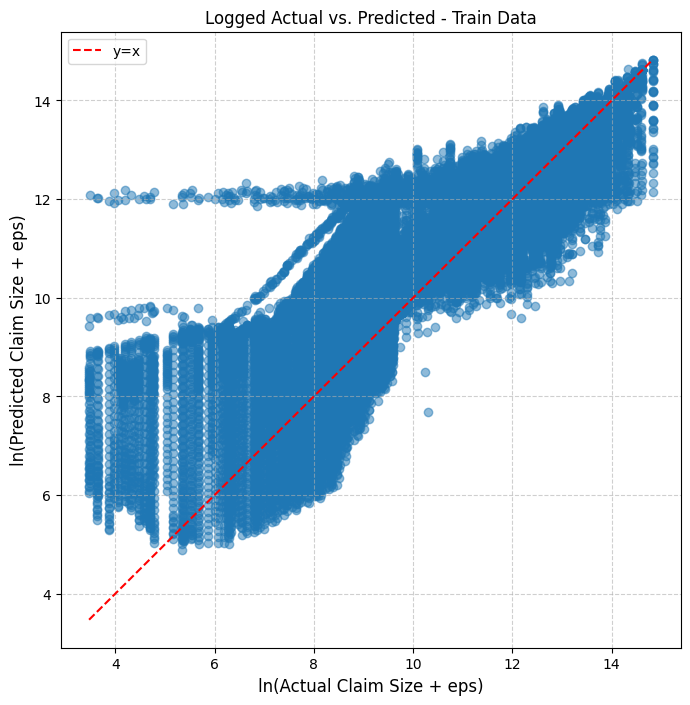 Logged Actual vs. Predicted - Train Data
y=x
ln(Predicted Claim Size + eps)
14
12
10
8
6
4
4 6 8 10 12 14
ln(Actual Claim Size + eps)